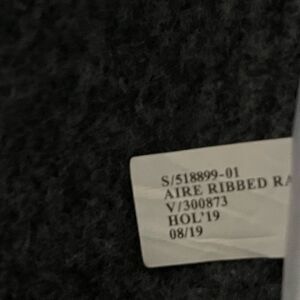 S/518899-01
AIRE RIBBED RA
V/300873
HOL'19
08/19